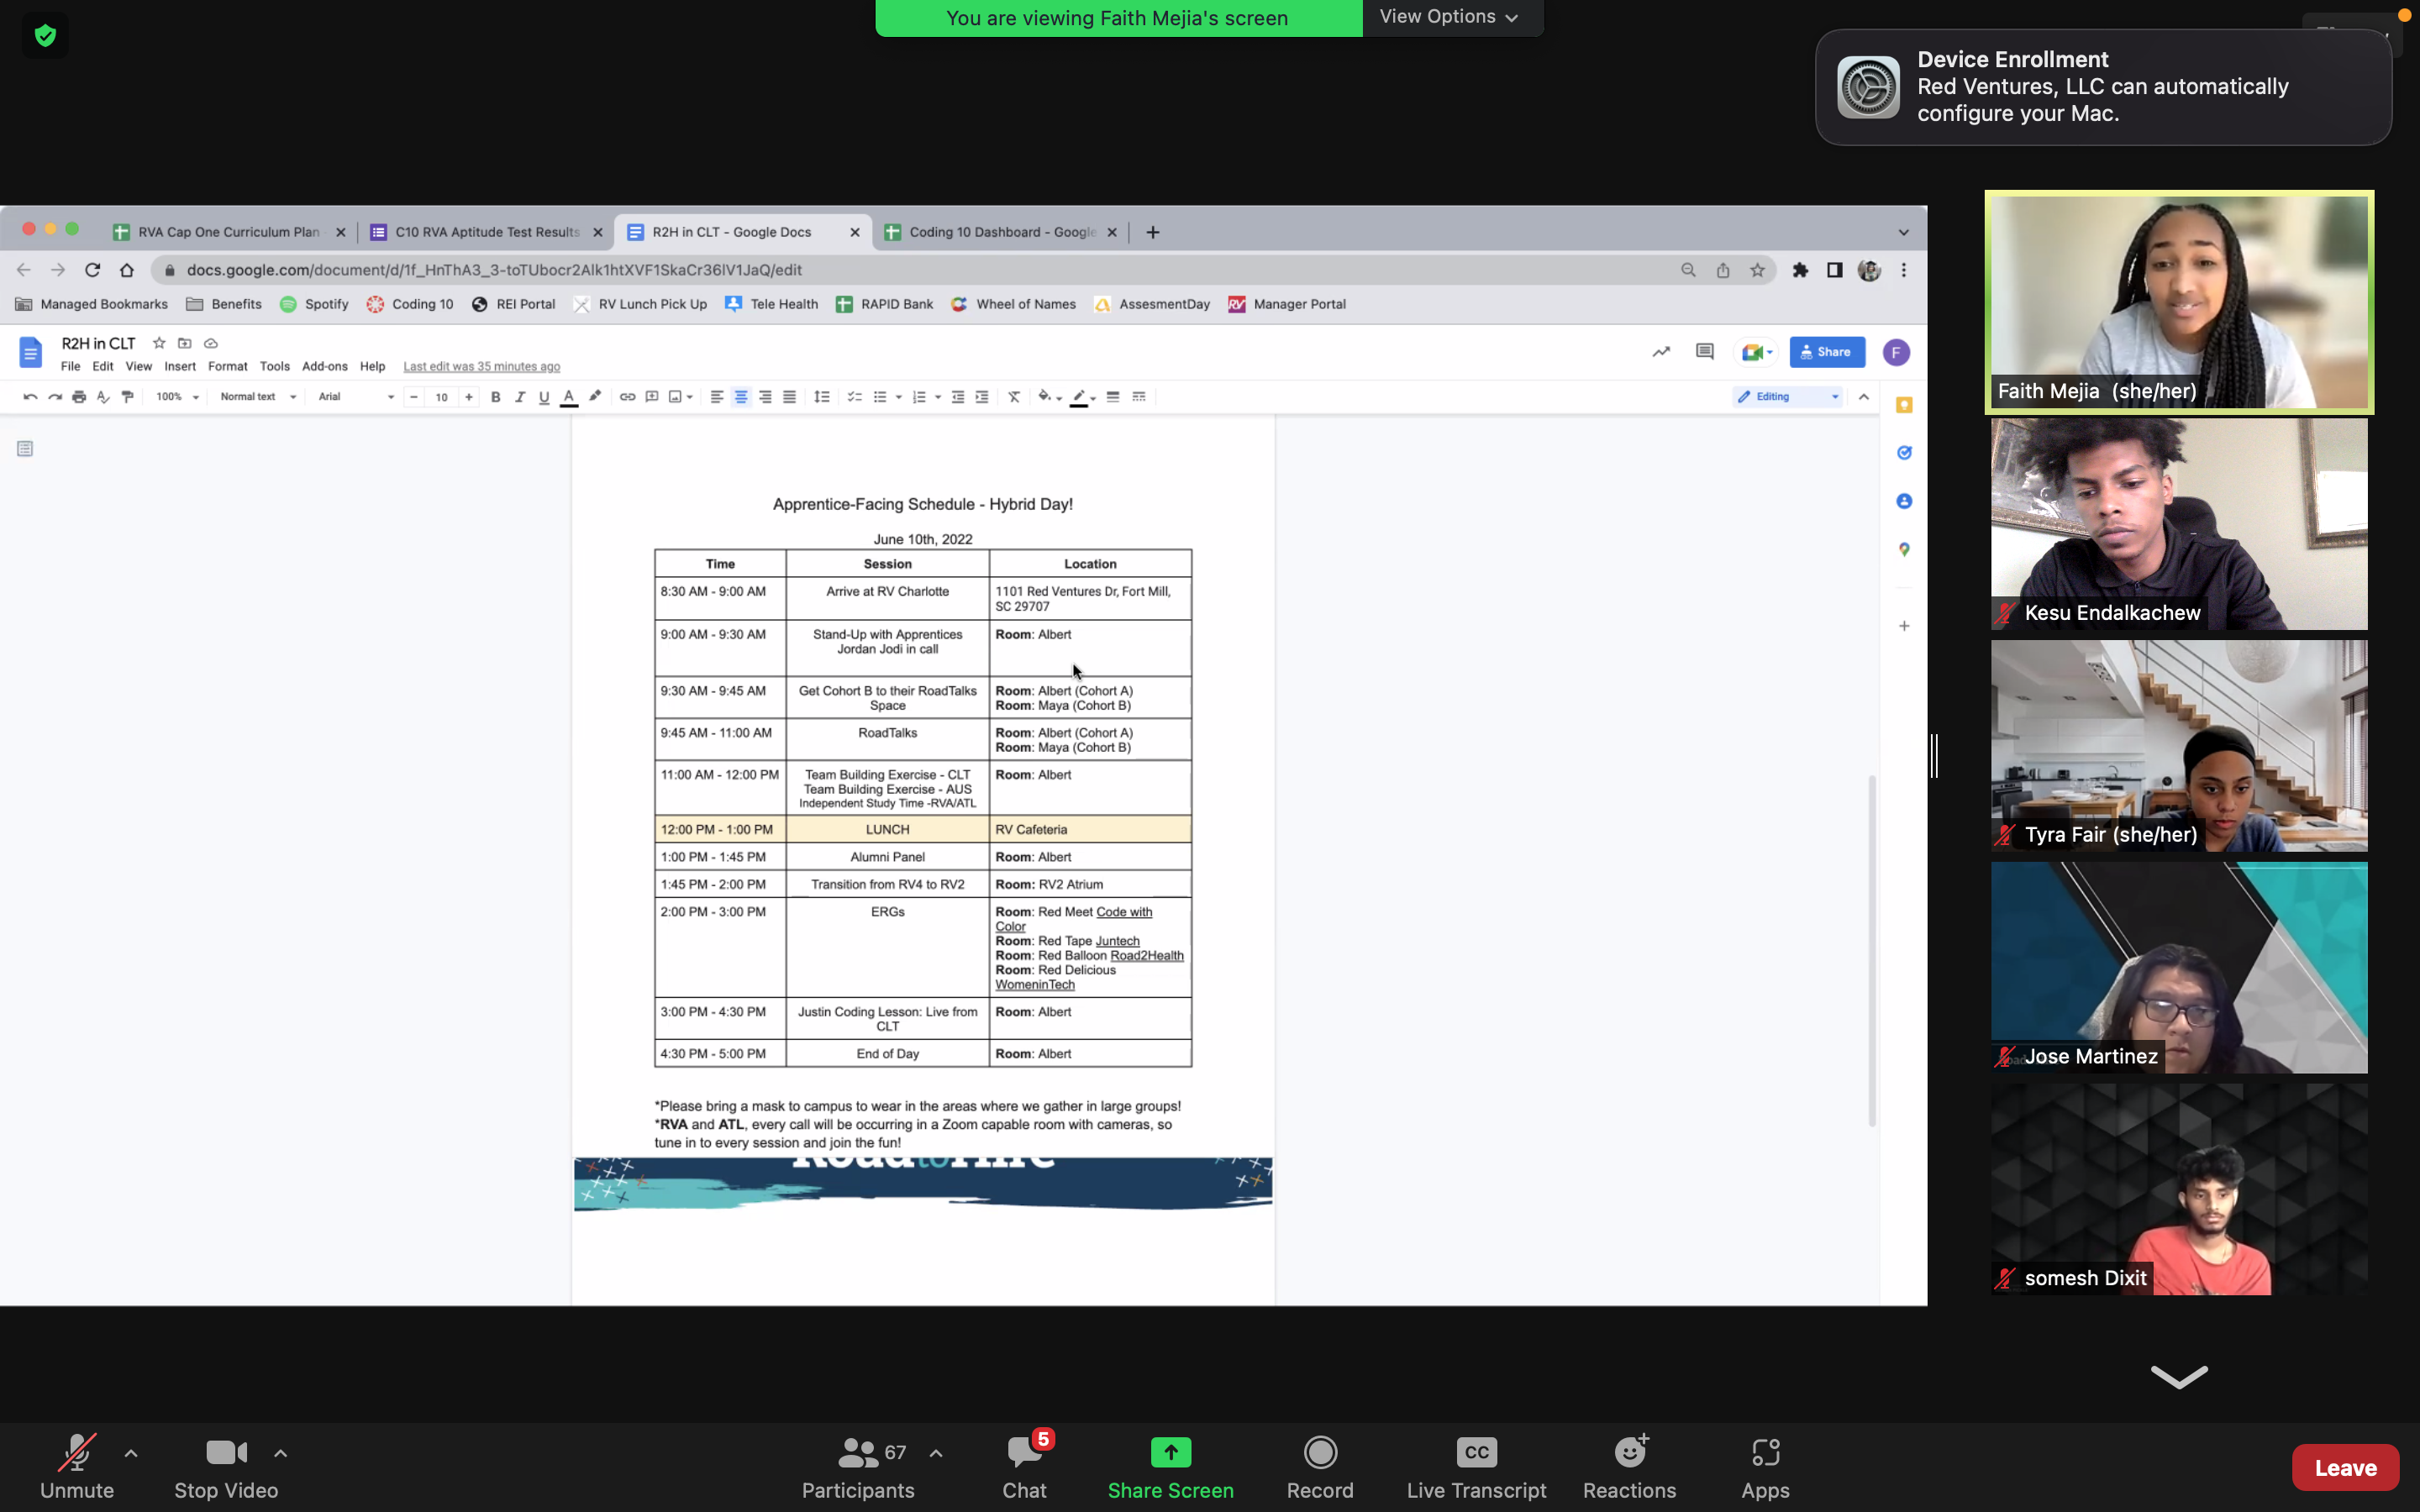 You are viewing Faith Mejia's screen
View Options
Device Enrollment
Red Ventures, LLC can automatically
configure your Mac.
RVA Cap One Curriculum Plan
C10 RVA Aptitude Test Results
R2H in CLT - Google Docs
Coding 10 Dashboard - Google
docs.google.com/document/d/1f_HnThA3_3-toTUbocr2Alk1htXVF1SkaCr36IV1JaQ/edit
Managed Bookmarks
Benefits
Spotify
Coding 10
REI Portal
RV Lunch Pick Up
Tele Health
RAPID Bank
Wheel of Names
AssesmentDay
Manager Portal
R2H in CLT
File Edit View Insert Format Tools Add-ons Help Last edit was 35 minutes ago
Share
F
100% Normal text Arial 10 Editing
Apprentice-Facing Schedule - Hybrid Day!
June 10th, 2022
Time Session Location
8:30 AM - 9:00 AM Arrive at RV Charlotte 1101 Red Ventures Dr, Fort Mill,
SC 29707
9:00 AM - 9:30 AM Stand-Up with Apprentices Room: Albert
Jordan Jodi in call
9:30 AM - 9:45 AM Get Cohort B to their RoadTalks Room: Albert (Cohort A)
Space Room: Maya (Cohort B)
9:45 AM - 11:00 AM RoadTalks Room: Albert (Cohort A)
Room: Maya (Cohort B)
11:00 AM - 12:00 PM Team Building Exercise - CLT Room: Albert
Team Building Exercise - AUS
Independent Study Time -RVA/ATL
12:00 PM - 1:00 PM LUNCH RV Cafeteria
1:00 PM - 1:45 PM Alumni Panel Room: Albert
1:45 PM - 2:00 PM Transition from RV4 to RV2 Room: RV2 Atrium
2:00 PM - 3:00 PM ERGs Room: Red Meet Code with
Color
Room: Red Tape Juntech
Room: Red Balloon Road2Health
Room: Red Delicious
WomeninTech
3:00 PM - 4:30 PM Justin Coding Lesson: Live from Room: Albert
CLT
4:30 PM - 5:00 PM End of Day Room: Albert
*Please bring a mask to campus to wear in the areas where we gather in large groups!
*RVA and ATL, every call will be occurring in a Zoom capable room with cameras, so
tune in to every session and join the fun!
RoadtoHire
Faith Mejia (she/her)
Kesu Endalkachew
Tyra Fair (she/her)
Jose Martinez
somesh Dixit
Unmute
Stop Video
67
Participants
5
Chat
Share Screen
Record
CC
Live Transcript
Reactions
Apps
Leave